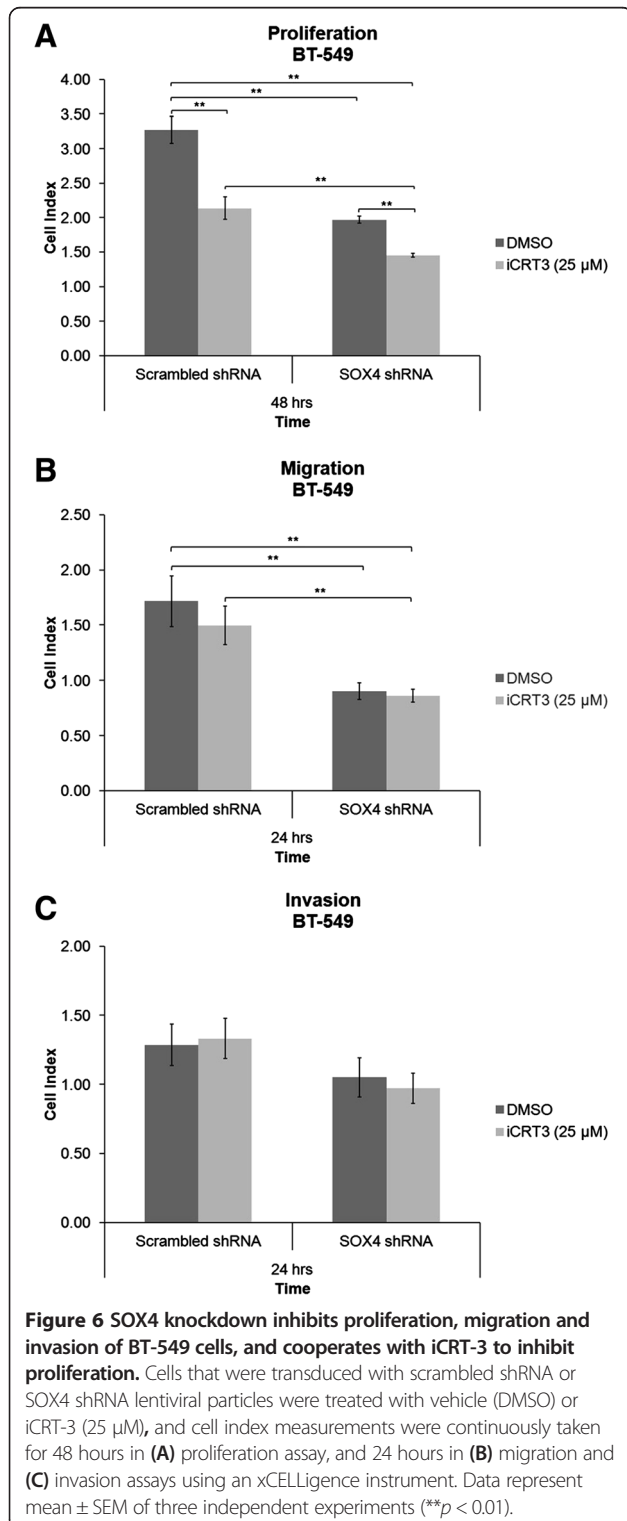 A
Proliferation
BT-549
**
**
**
**
**
4.00
3.50
3.00
2.50
2.00
1.50
1.00
0.50
0.00
Cell Index
DMSO
iCRT3 (25 µM)
Scrambled shRNA
SOX4 shRNA
48 hrs
Time
B
Migration
BT-549
**
**
**
2.50
2.00
1.50
1.00
0.50
0.00
Cell Index
DMSO
iCRT3 (25 µM)
Scrambled shRNA
SOX4 shRNA
24 hrs
Time
C
Invasion
BT-549
2.00
1.50
1.00
0.50
0.00
Cell Index
DMSO
iCRT3 (25 µM)
Scrambled shRNA
SOX4 shRNA
24 hrs
Time
Figure 6 SOX4 knockdown inhibits proliferation, migration and
invasion of BT-549 cells, and cooperates with iCRT-3 to inhibit
proliferation. Cells that were transduced with scrambled shRNA or
SOX4 shRNA lentiviral particles were treated with vehicle (DMSO) or
iCRT-3 (25 µM), and cell index measurements were continuously taken
for 48 hours in (A) proliferation assay, and 24 hours in (B) migration and
(C) invasion assays using an xCELLigence instrument. Data represent
mean ± SEM of three independent experiments (**p < 0.01).